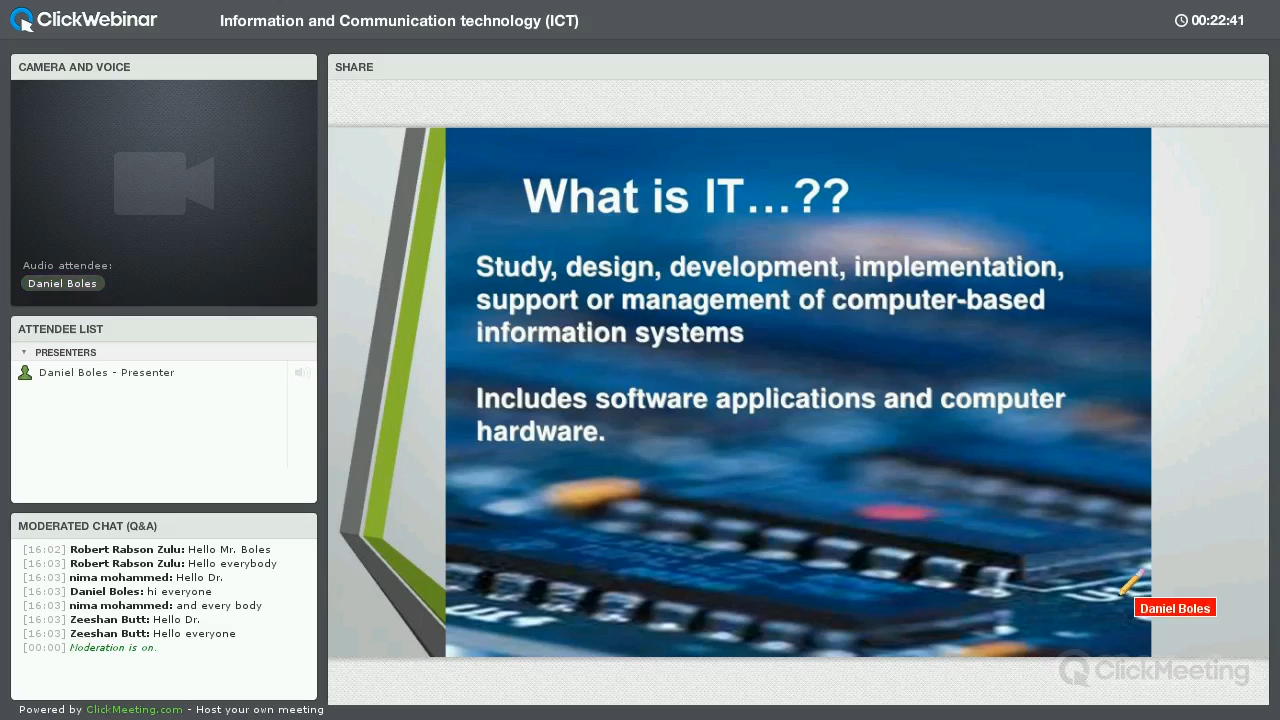 ClickWebinar
Information and Communication technology (ICT)
00:22:41
CAMERA AND VOICE
Audio attendee:
Daniel Boles
ATTENDEE LIST
PRESENTERS
Daniel Boles - Presenter
MODERATED CHAT (Q&A)
[16:02] Robert Rabson Zulu: Hello Mr. Boles
[16:03] Robert Rabson Zulu: Hello everybody
[16:03] nima mohammed: Hello Dr.
[16:03] Daniel Boles: hi everyone
[16:03] nima mohammed: and every body
[16:03] Zeeshan Butt: Hello Dr.
[16:03] Zeeshan Butt: Hello everyone
[00:00] Moderation is on.
Powered by ClickMeeting.com - Host your own meeting
SHARE
What is IT...??
Study, design, development, implementation,
support or management of computer-based
information systems
Includes software applications and computer
hardware.
Daniel Boles
ClickMeeting